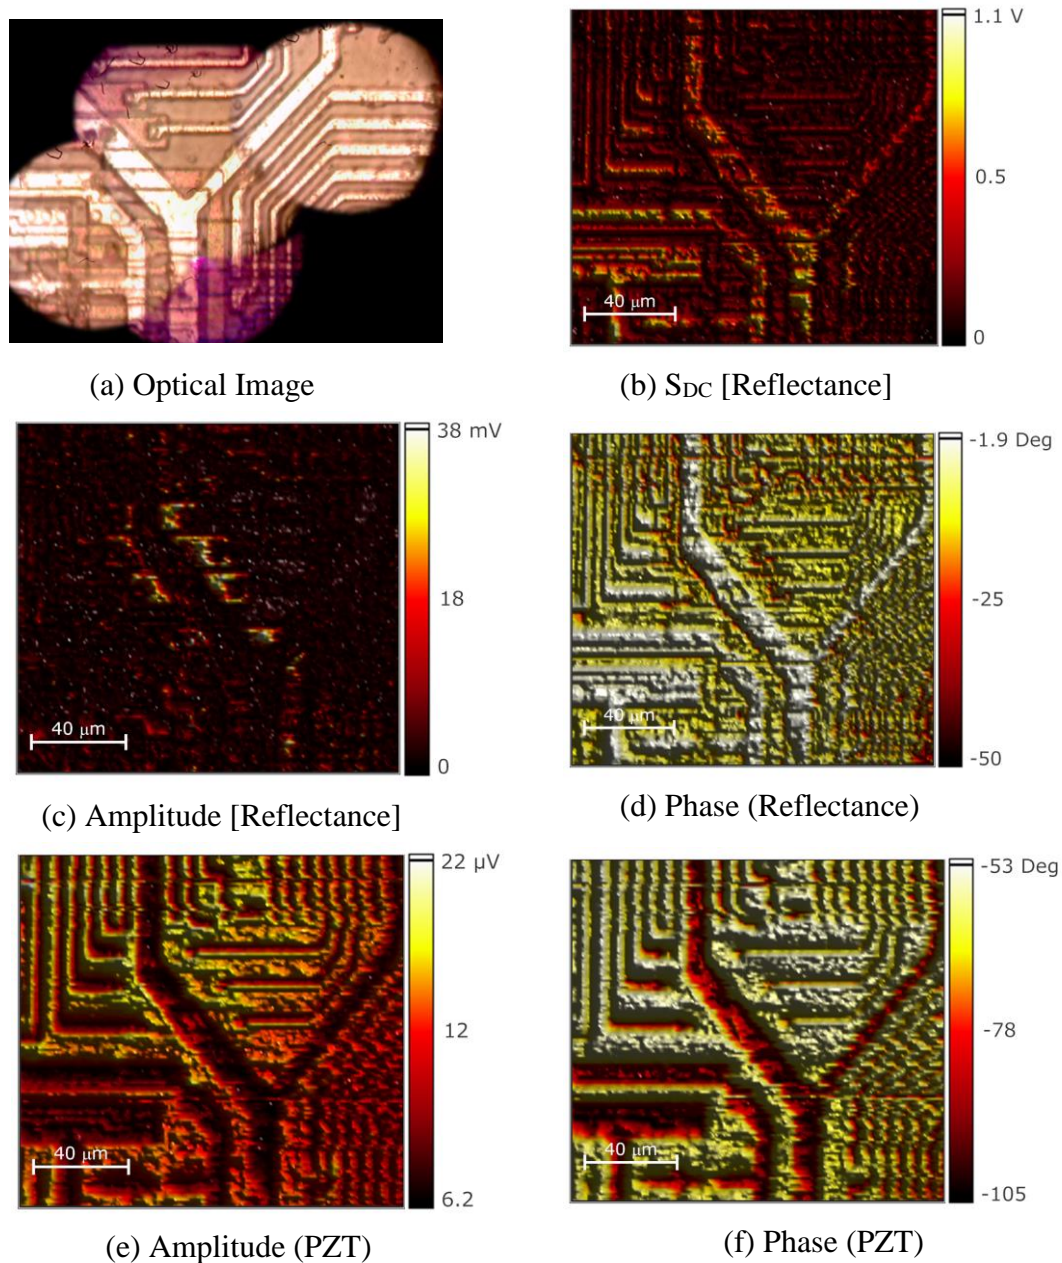 1.1 V
0.5
0
40 μm
(a) Optical Image
(b) SDC [Reflectance]
38 mV
18
0
40 μm
(c) Amplitude [Reflectance]
-1.9 Deg
-25
-50
40 μm
(d) Phase (Reflectance)
22 μV
12
6.2
40 μm
(e) Amplitude (PZT)
-53 Deg
-78
-105
40 μm
(f) Phase (PZT)